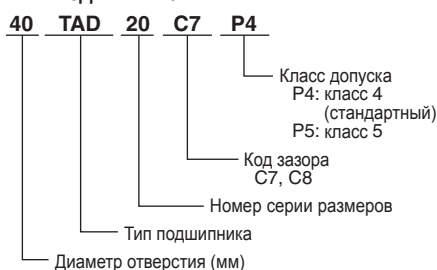 40 TAD 20 C7 P4
Класс допуска
P4: класс 4
(стандартный)
P5: класс 5
Код зазора
C7, C8
Номер серии размеров
Тип подшипника
Диаметр отверстия (мм)